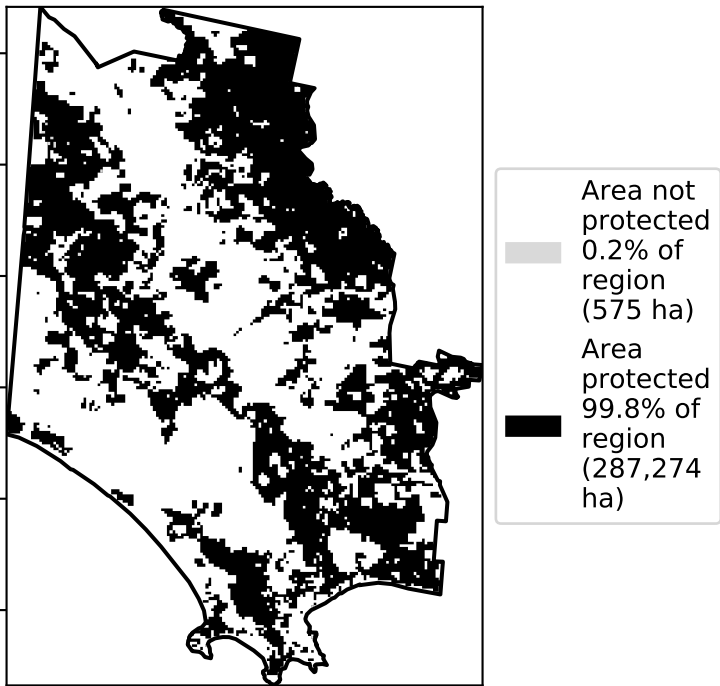 Area not
protected
0.2% of
region
(575 ha)
Area
protected
99.8% of
region
(287,274
ha)